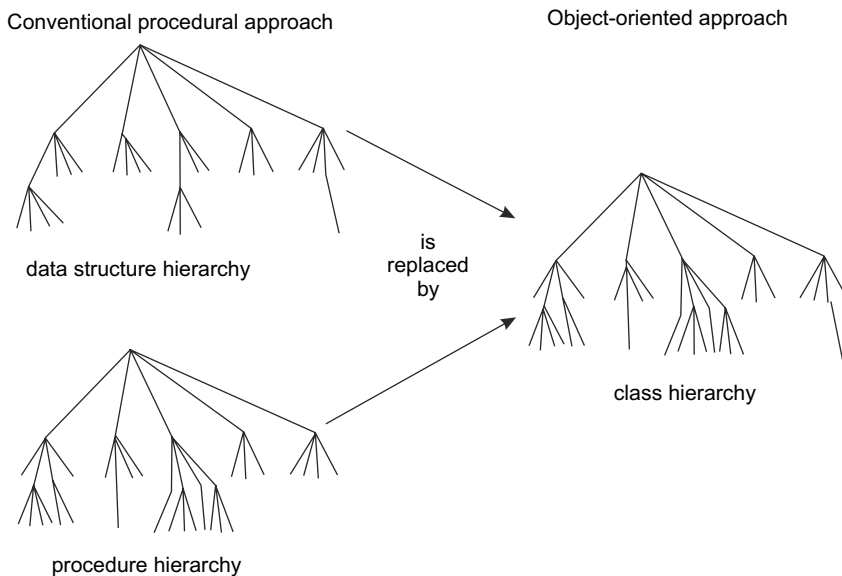 Conventional procedural approach
Object-oriented approach
data structure hierarchy
is
replaced
by
class hierarchy
procedure hierarchy